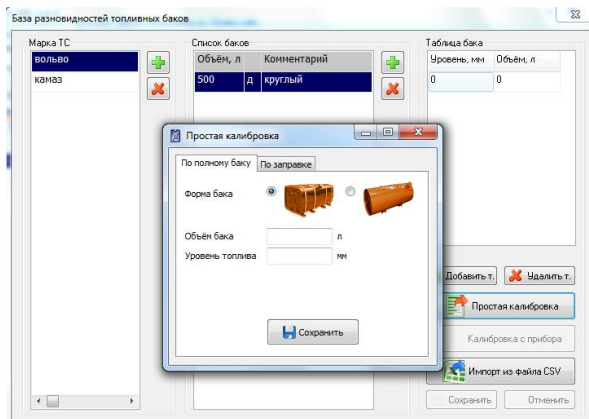 База разновидностей топливных баков
Марка ТС
вольво
камаз
Список баков
Объём, л Комментарий
500 д круглый
Таблица бака
Уровень, мм Объём, л
0 0
Простая калибровка
По полному баку По заправке
Форма бака
Объём бака л
Уровень топлива мм
Сохранить
Добавить т. Удалить т.
Простая калибровка
Калибровка с прибора
Импорт из файла CSV
Сохранить Отменить